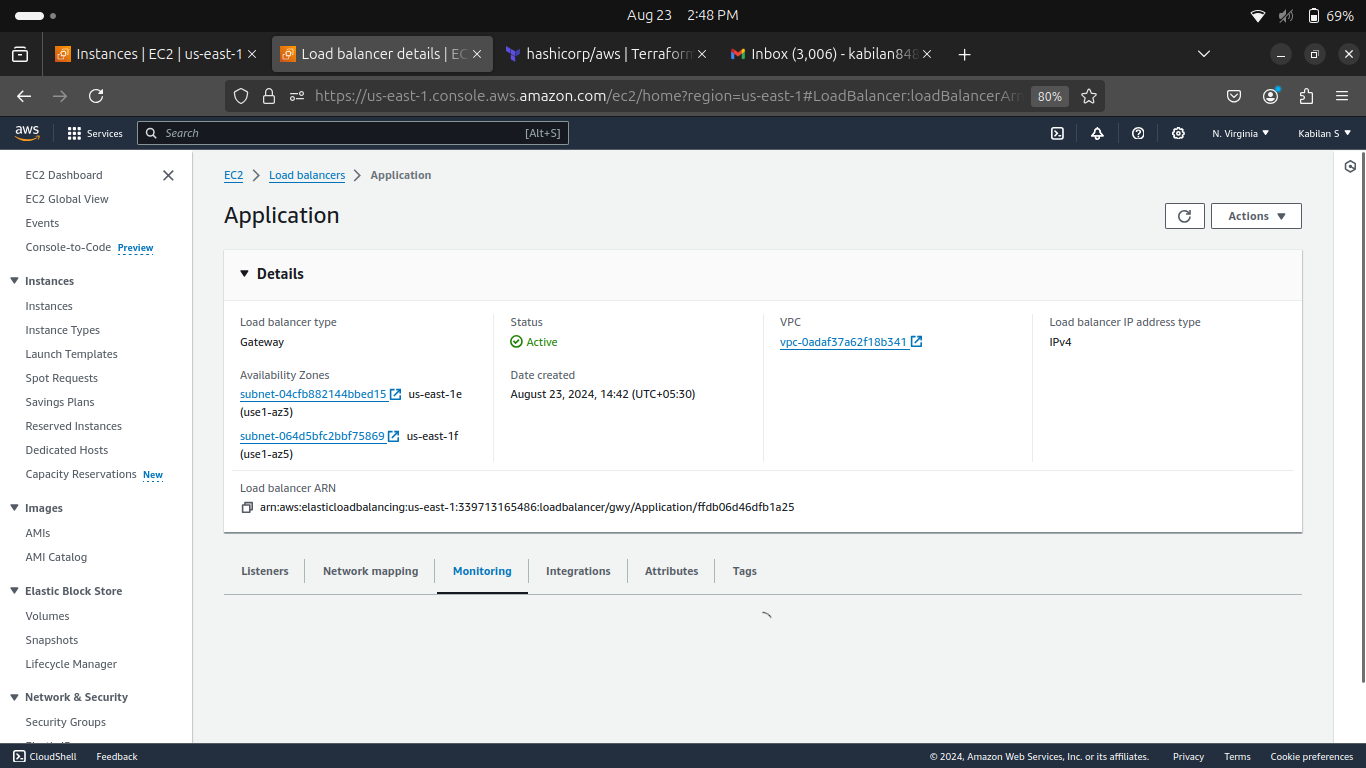 Aug 23 2:48 PM
69%
Instances | EC2 | us-east-1
Load balancer details | EC
hashicorp/aws | Terraform
Inbox (3,006) - kabilan848
https://us-east-1.console.aws.amazon.com/ec2/home?region=us-east-1#LoadBalancer:loadBalancerArn
80%
aws
Services
Search
[Alt+S]
N. Virginia
Kabilan S
EC2 Dashboard
EC2 Global View
Events
Console-to-Code Preview
Instances
Instances
Instance Types
Launch Templates
Spot Requests
Savings Plans
Reserved Instances
Dedicated Hosts
Capacity Reservations New
Images
AMIs
AMI Catalog
Elastic Block Store
Volumes
Snapshots
Lifecycle Manager
Network & Security
Security Groups
EC2 > Load balancers > Application
Application
Actions
Details
Load balancer type
Gateway
Status
Active
VPC
vpc-0adaf37a62f18b341
Load balancer IP address type
IPv4
Availability Zones
subnet-04cfb882144bbed15 us-east-1e
(use1-az3)
subnet-064d5bfc2bbf75869 us-east-1f
(use1-az5)
Date created
August 23, 2024, 14:42 (UTC+05:30)
Load balancer ARN
arn:aws:elasticloadbalancing:us-east-1:339713165486:loadbalancer/gwy/Application/ffdb06d46dfb1a25
Listeners
Network mapping
Monitoring
Integrations
Attributes
Tags
CloudShell
Feedback
© 2024, Amazon Web Services, Inc. or its affiliates.
Privacy
Terms
Cookie preferences